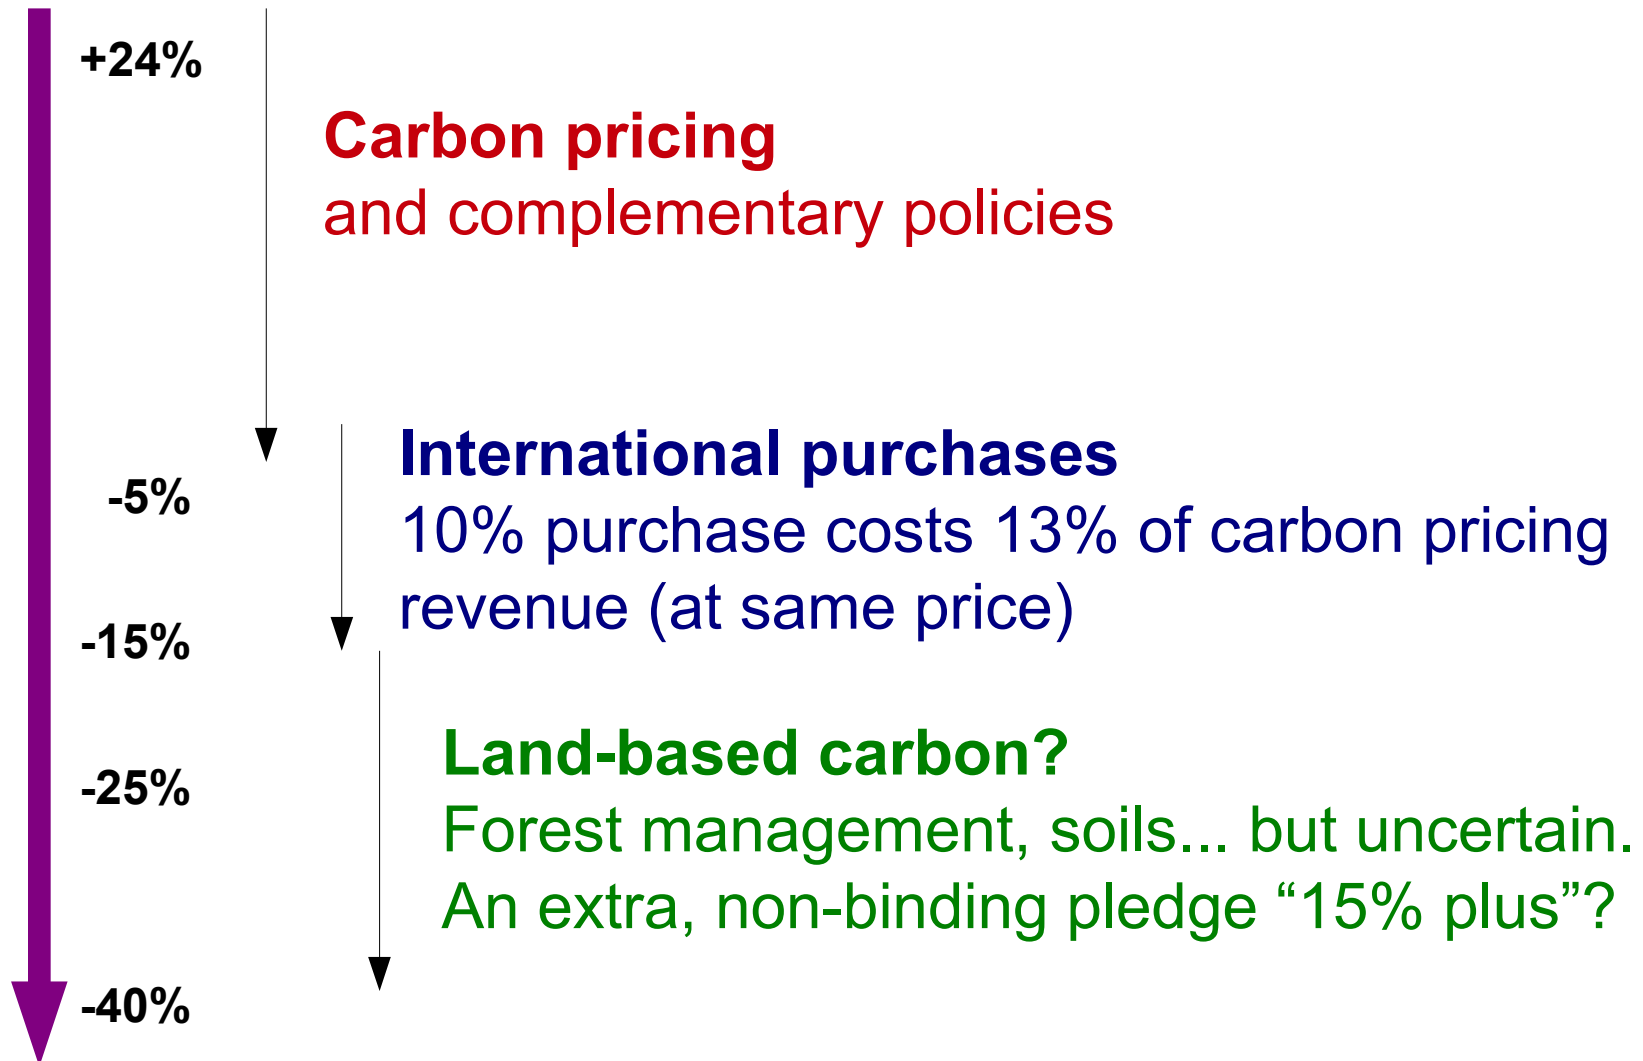 +24%
Carbon pricing
and complementary policies
International purchases
-5%
10% purchase costs 13% of carbon pricing
revenue (at same price)
-15%
Land-based carbon?
-25%
Forest management, soils... but uncertain.
An extra, non-binding pledge “15% plus”?
-40%